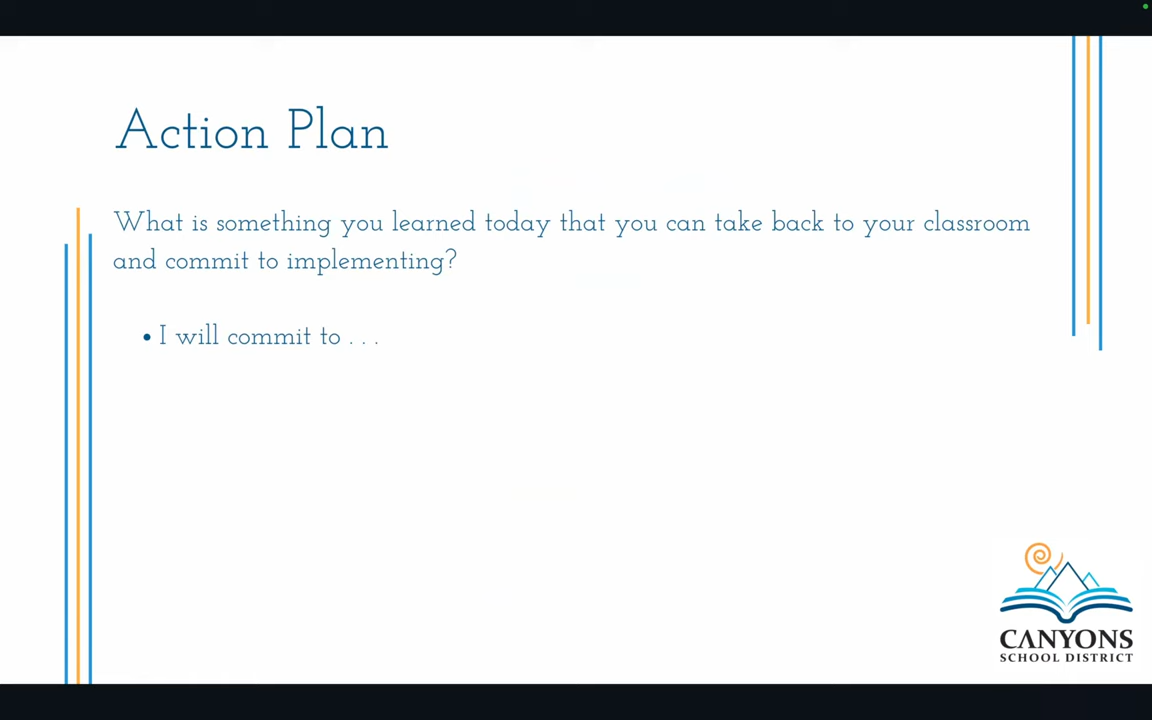 Action Plan
What is something you learned today that you can take back to your classroom
and commit to implementing?
• I will commit to . . .
CANYONS
SCHOOL DISTRICT